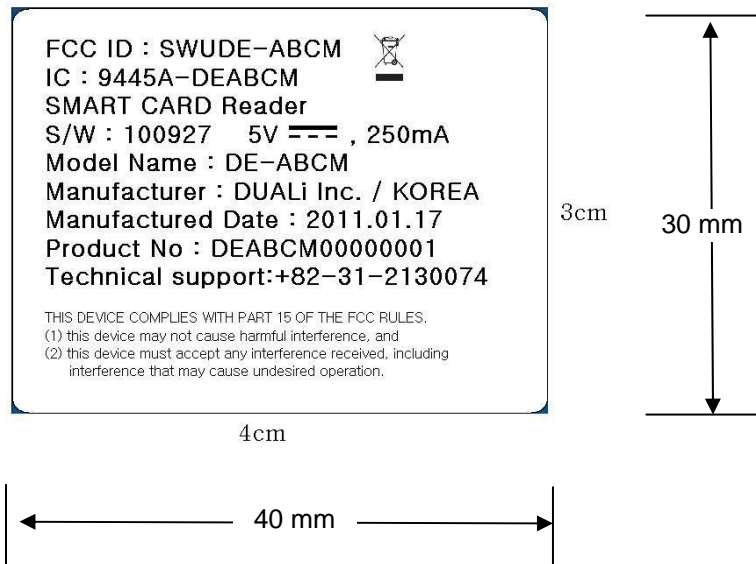 FCC ID : SWUDE-ABCM
IC : 9445A-DEABCM
SMART CARD Reader
S/W : 100927 5V , 250mA
Model Name : DE-ABCM
Manufacturer : DUALi Inc. / KOREA
Manufactured Date : 2011.01.17
Product No : DEABCM00000001
Technical support:+82-31-2130074
THIS DEVICE COMPLIES WITH PART 15 OF THE FCC RULES.
(1) this device may not cause harmful interference, and
(2) this device must accept any interference received, including
interference that may cause undesired operation.
3cm
30 mm
4cm
40 mm